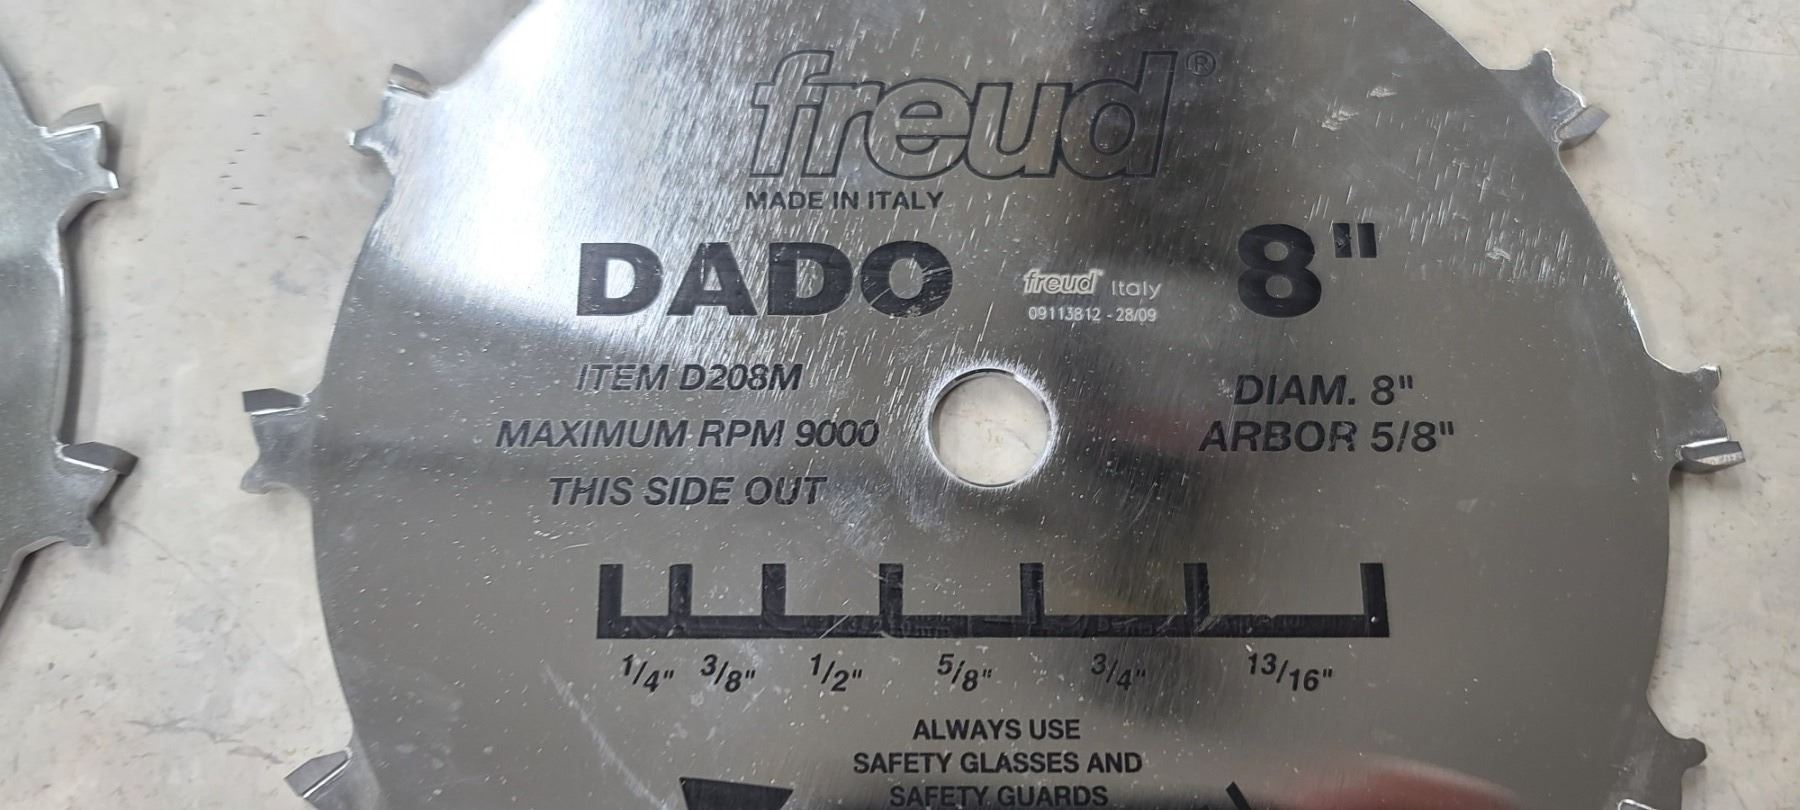 freud®
MADE IN ITALY
DADO
freud Italy
09113812 - 28/09
8"
ITEM D208M
MAXIMUM RPM 9000
THIS SIDE OUT
DIAM. 8"
ARBOR 5/8"
1/4" 3/8" 1/2" 5/8" 3/4" 13/16"
ALWAYS USE
SAFETY GLASSES AND
SAFETY GUARDS